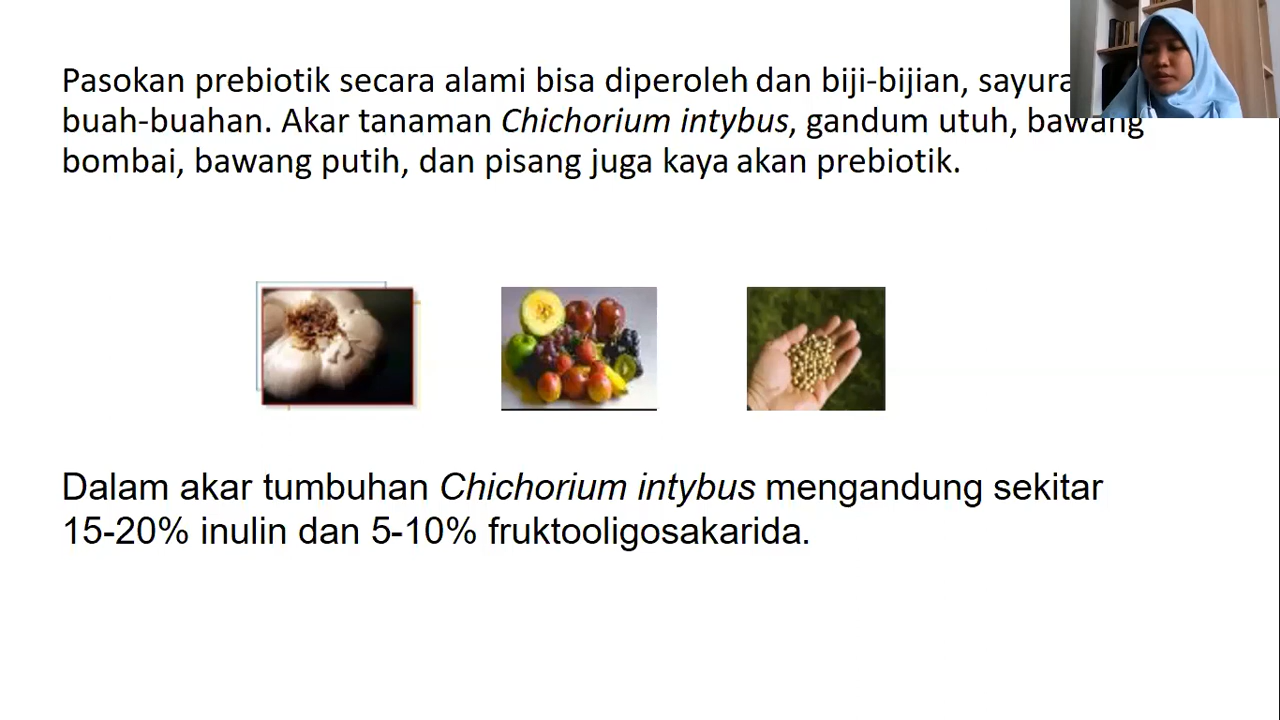 Pasokan prebiotik secara alami bisa diperoleh dan biji-bijian,
buah-buahan. Akar tanaman Chichorium intybus, gandum utuh, bawang
bombai, bawang putih, dan pisang juga kaya akan prebiotik.
Dalam akar tumbuhan Chichorium intybus mengandung sekitar
15-20% inulin dan 5-10% fruktooligosakarida.